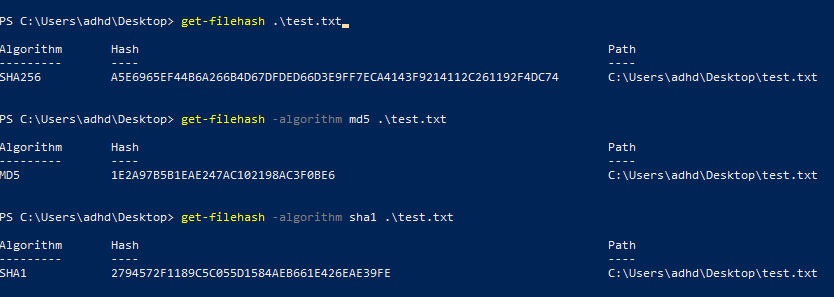 PS C:\Users\adhd\Desktop> get-filehash .\test.txt
Algorithm Hash Path
--------- ---- ----
SHA256 A5E6965EF44B6A266B4D67DFDED66D3E9FF7ECA4143F9214112C261192F4DC74 C:\Users\adhd\Desktop\test.txt
PS C:\Users\adhd\Desktop> get-filehash -algorithm md5 .\test.txt
Algorithm Hash Path
--------- ---- ----
MD5 1E2A97B5B1EAE247AC102198AC3F0BE6 C:\Users\adhd\Desktop\test.txt
PS C:\Users\adhd\Desktop> get-filehash -algorithm sha1 .\test.txt
Algorithm Hash Path
--------- ---- ----
SHA1 2794572F1189C5C055D1584AEB661E426EAE39FE C:\Users\adhd\Desktop\test.txt